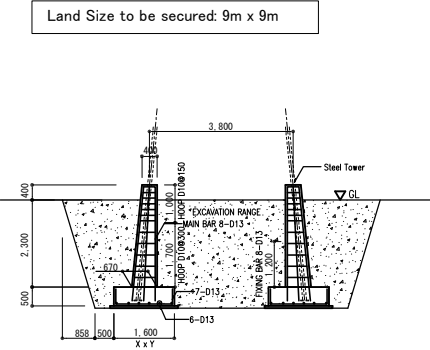 Land Size to be secured: 9m x 9m
3,800
400
Steel Tower
GL
400
2,300
500
1,000
HOOP D10@150
EXCAVATION RANGE
MAIN BAR 8-D13
1,700
HOOP D10@300
670
FIXING BAR 8-D13
1,200
7-D13
6-D13
858
500
1,600
X x Y